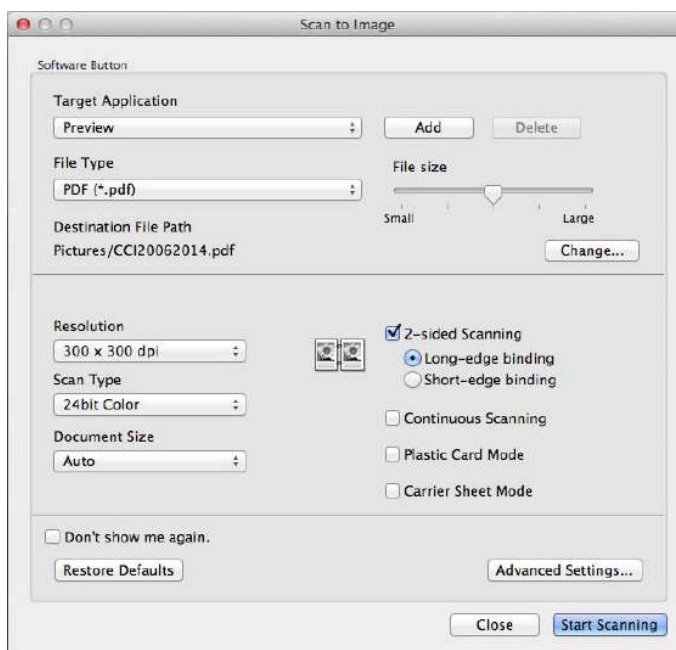 Scan to Image
Software Button
Target Application
Preview
Add
Delete
File Type
File size
PDF (*.pdf)
Small
Large
Destination File Path
Pictures/CCI20062014.pdf
Change...
Resolution
300 x 300 dpi
2-sided Scanning
Long-edge binding
Scan Type
Short-edge binding
24bit Color
Continuous Scanning
Document Size
Auto
Plastic Card Mode
Carrier Sheet Mode
Don't show me again.
Restore Defaults
Advanced Settings...
Close
Start Scanning